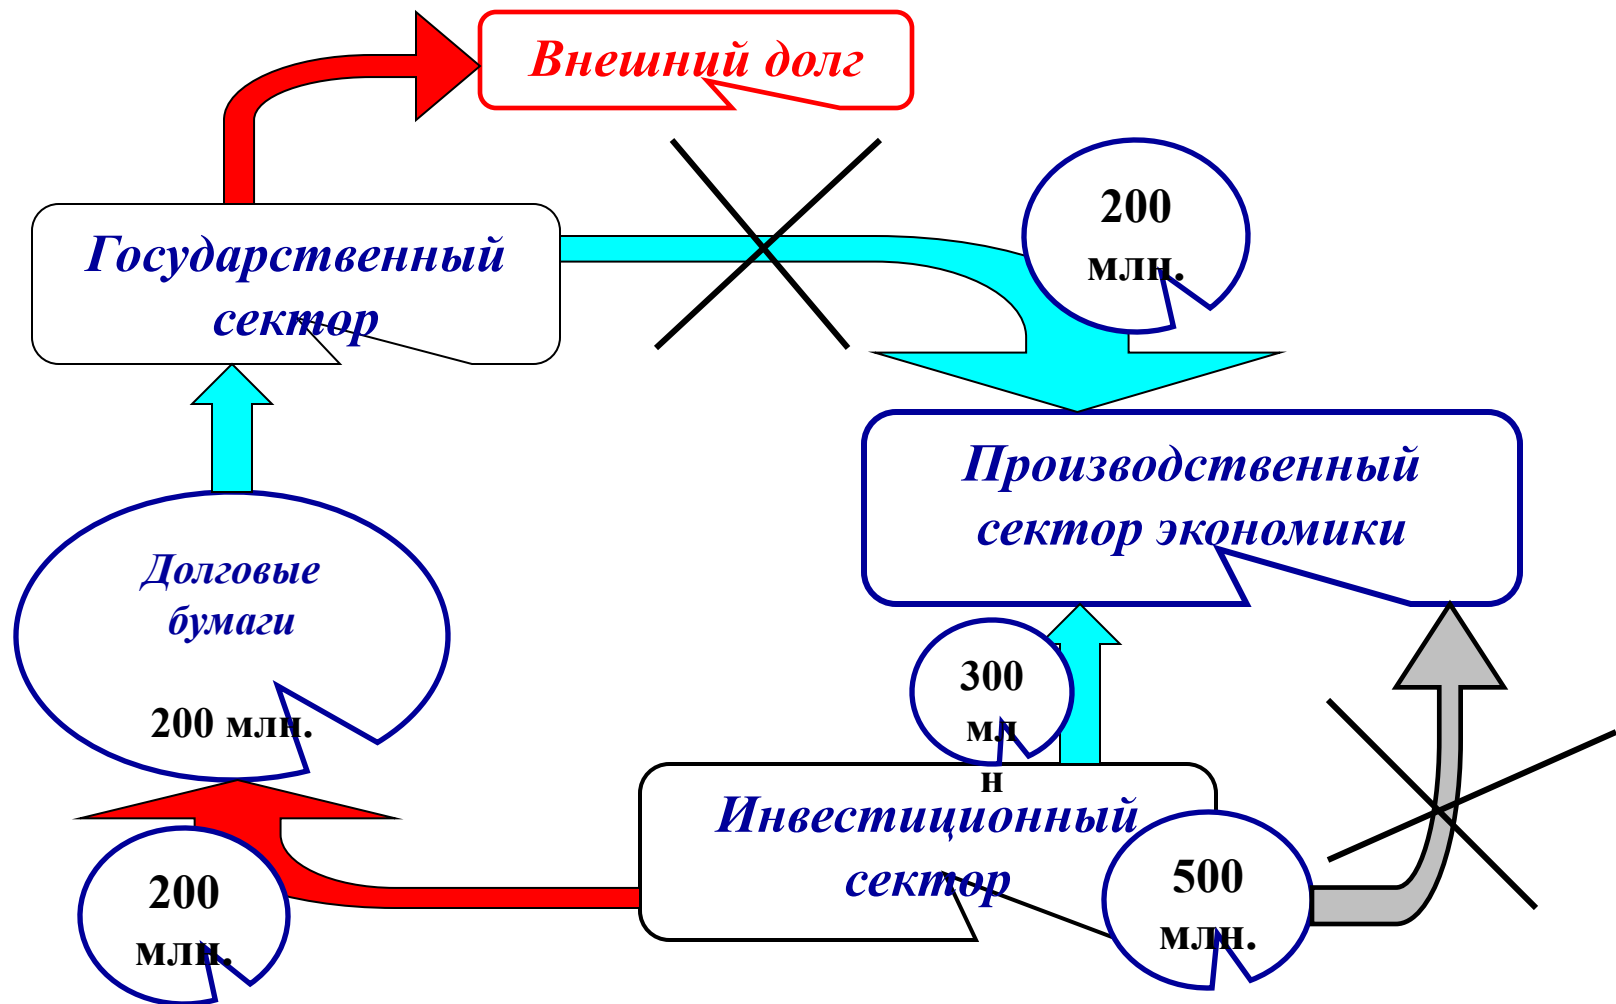 Внешний долг
200
млн.
Государственный
сектор
Производственный
сектор экономики
Долговые
бумаги
200 млн.
300
мл
н
Инвестиционный
сектор
500
млн.
200
млн.